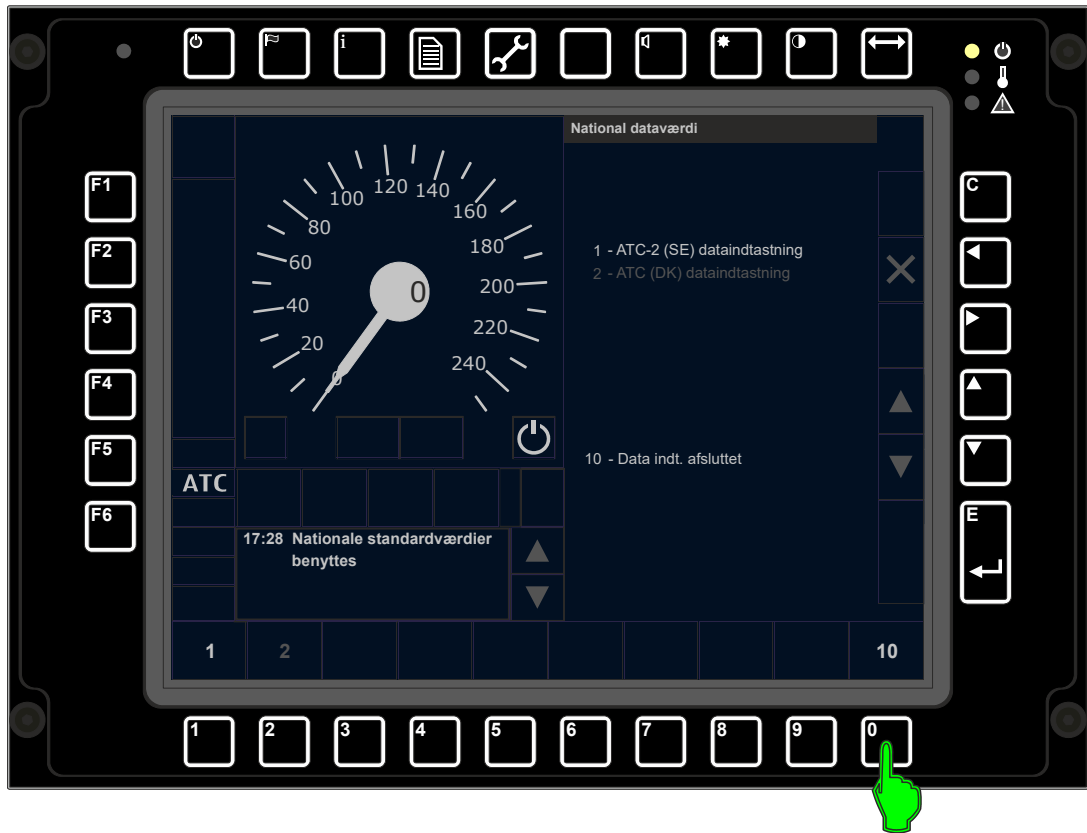 i
F1
F2
F3
F4
F5
F6
C
E
National dataværdi
0
20
40
60
80
100
120
140
160
180
200
220
240
0
1 - ATC-2 (SE) dataindtastning
2 - ATC (DK) dataindtastning
10 - Data indt. afsluttet
ATC
17:28 Nationale standardværdier
benyttes
1 2 10
1 2 3 4 5 6 7 8 9 0